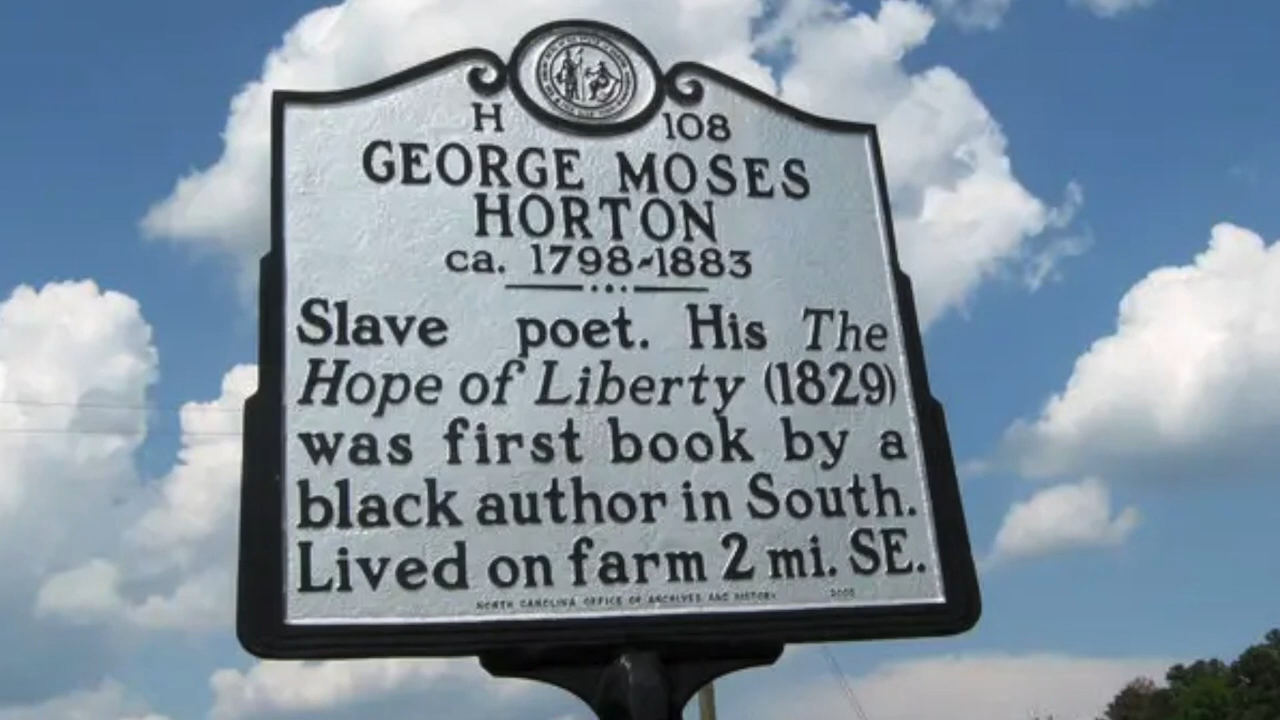 H 108
GEORGE MOSES
HORTON
ca. 1798-1883
Slave poet. His The
Hope of Liberty (1829)
was first book by a
black author in South.
Lived on farm 2 mi. SE.
NORTH CAROLINA OFFICE OF ARCHIVES AND HISTORY